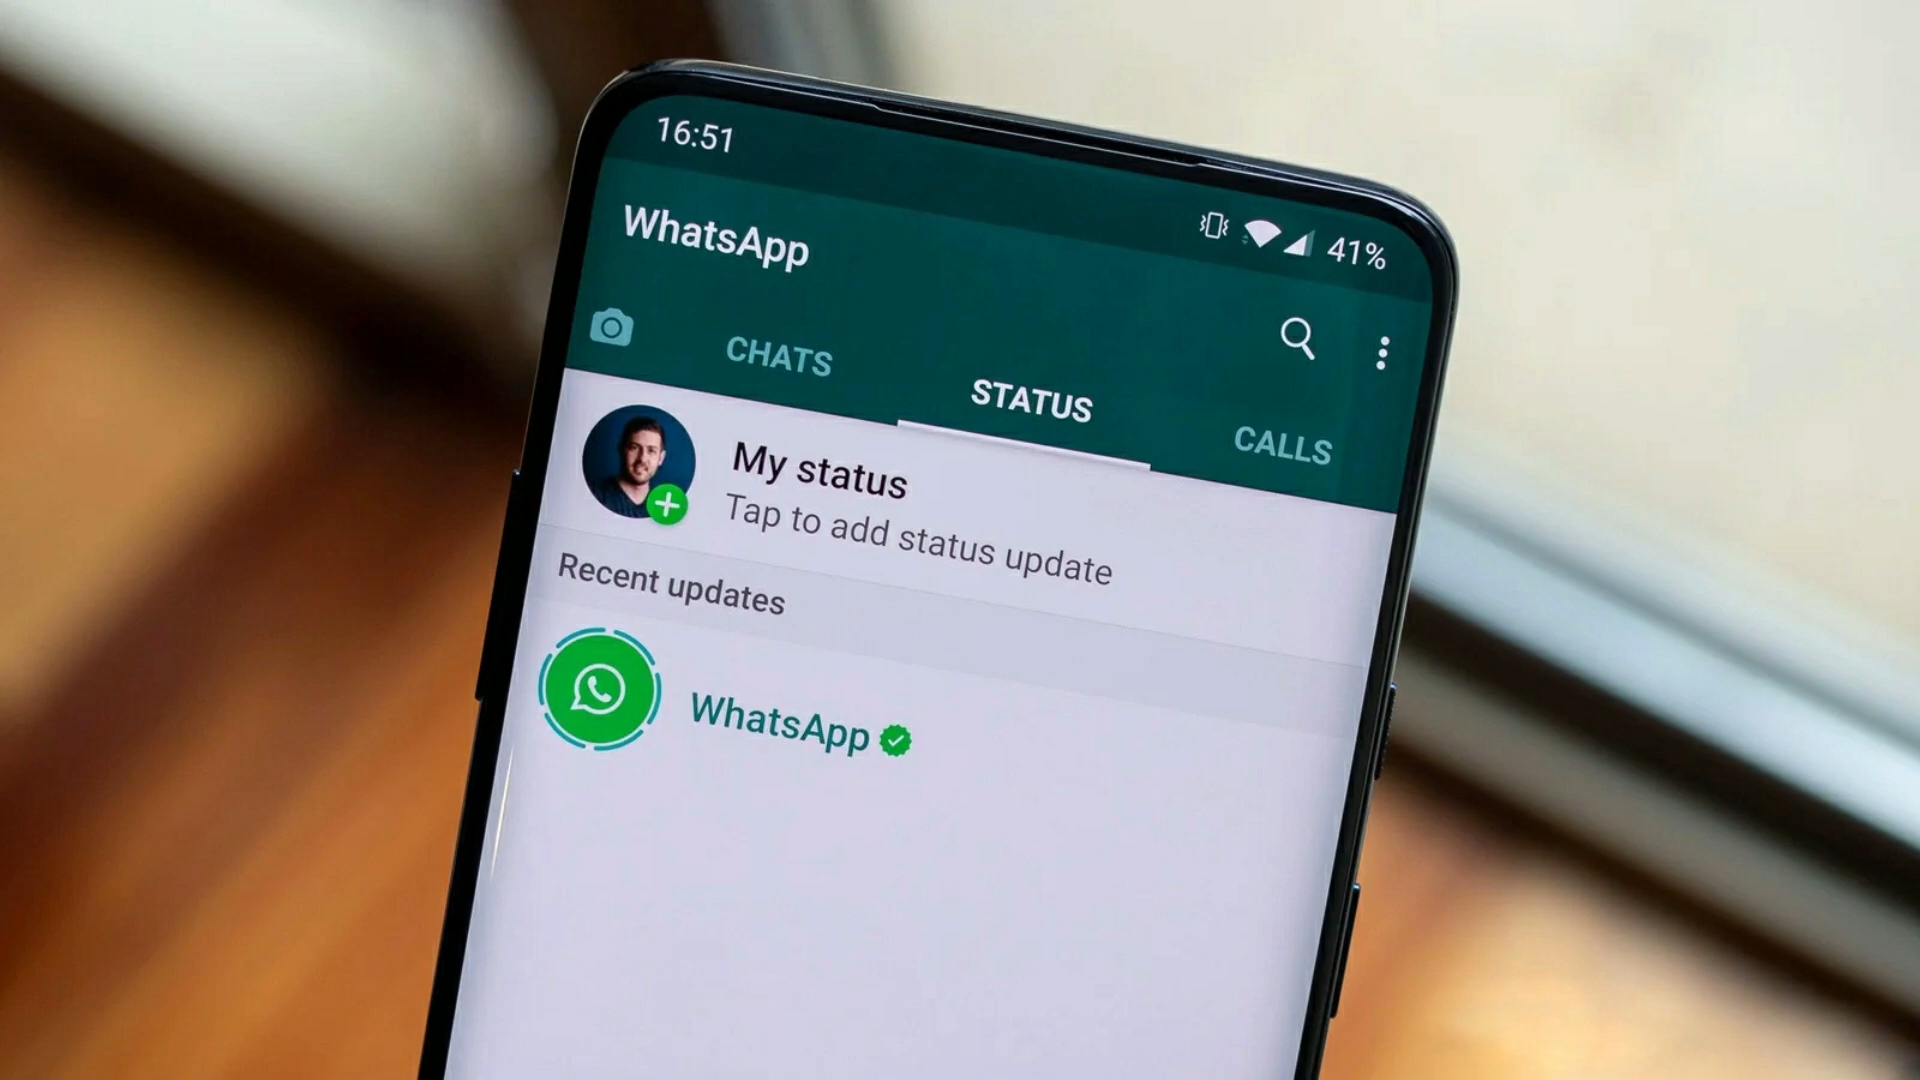 16:51
41%
WhatsApp
CHATS
STATUS
CALLS
My status
Tap to add status update
Recent updates
WhatsApp